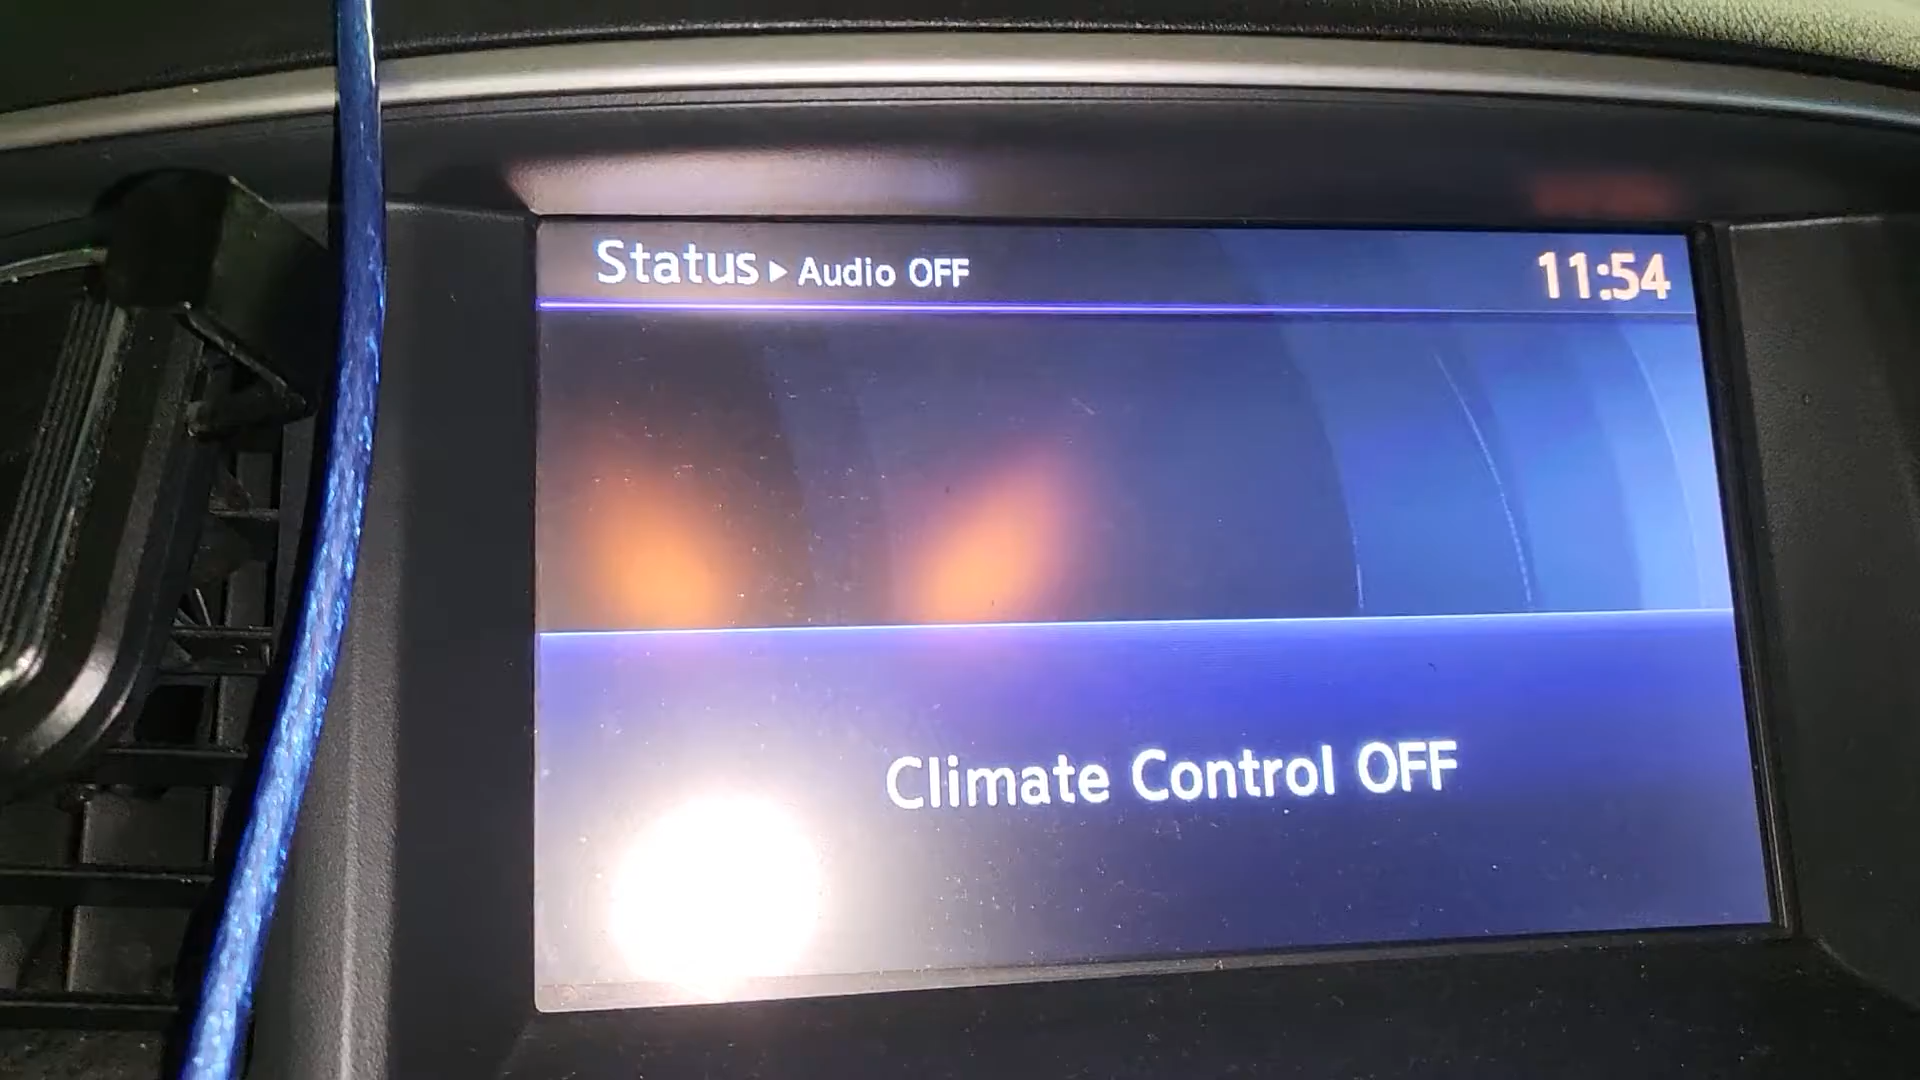 Status ▸ Audio OFF 11:54
Climate Control OFF